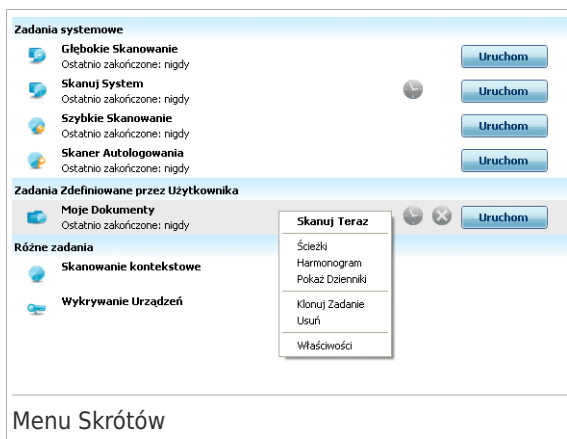 Zadania systemowe
Głębokie Skanowanie
Ostatnio zakończone: nigdy
Uruchom
Skanuj System
Ostatnio zakończone: nigdy
Uruchom
Szybkie Skanowanie
Ostatnio zakończone: nigdy
Uruchom
Skaner Autologowania
Ostatnio zakończone: nigdy
Uruchom
Zadania Zdefiniowane przez Użytkownika
Moje Dokumenty
Ostatnio zakończone: nigdy
Uruchom
Skanuj Teraz
Ścieżki
Harmonogram
Pokaż Dzienniki
Klonuj Zadanie
Usuń
Właściwości
Różne zadania
Skanowanie kontekstowe
Wykrywanie Urządzeń
Menu Skrótów